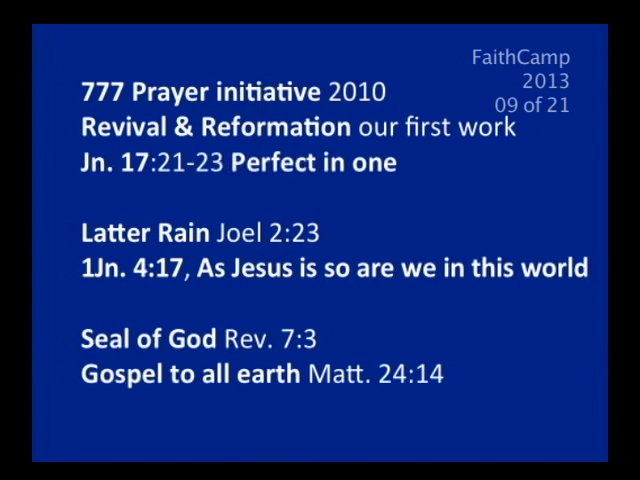 FaithCamp
2013
09 of 21
777 Prayer initiative 2010
Revival & Reformation our first work
Jn. 17:21-23 Perfect in one
Latter Rain Joel 2:23
1Jn. 4:17, As Jesus is so are we in this world
Seal of God Rev. 7:3
Gospel to all earth Matt. 24:14